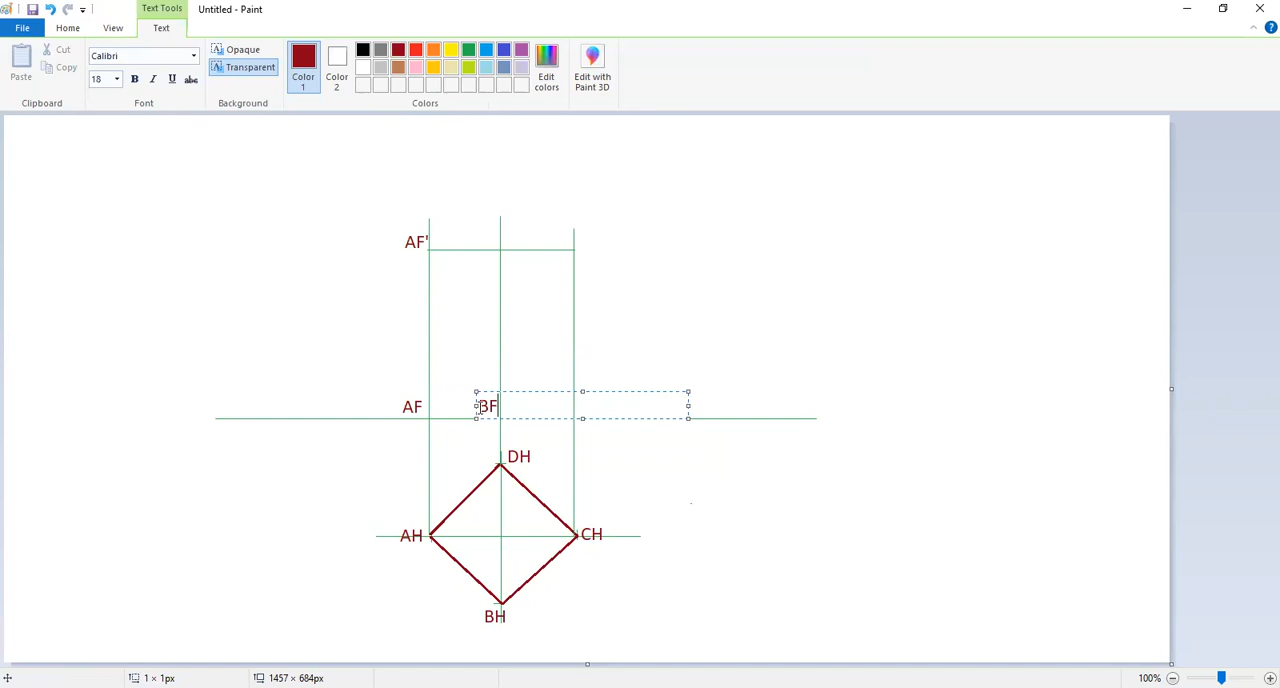 Text Tools
Untitled - Paint
File
Home
View
Text
Paste
Cut
Copy
Clipboard
Calibri
18
B I U abc
Font
Opaque
Transparent
Background
Color 1
Color 2
Edit colors
Colors
Edit with Paint 3D
AF'
AF
BF
DH
AH
CH
BH
1 × 1px
1457 × 684px
100%